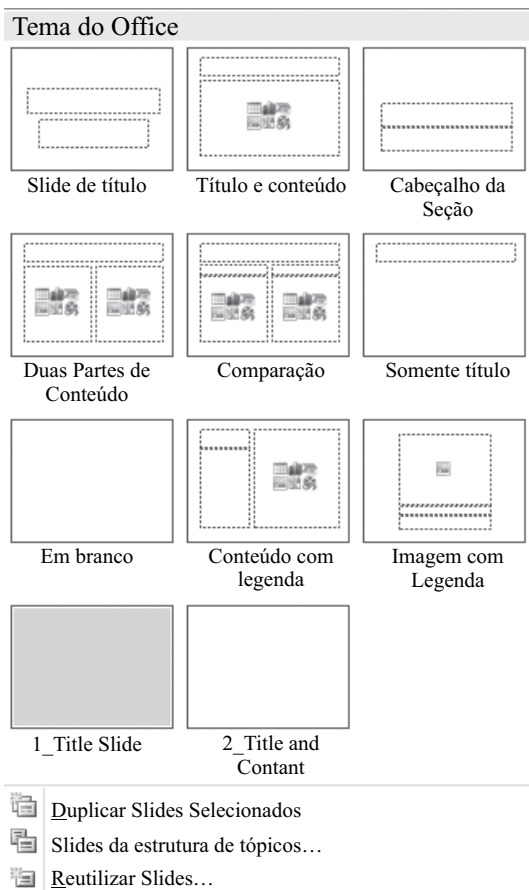 Tema do Office
Slide de título
Título e conteúdo
Cabeçalho da
Seção
Duas Partes de
Conteúdo
Comparação
Somente título
Em branco
Conteúdo com
legenda
Imagem com
Legenda
1_Title Slide
2_Title and
Contant
Duplicar Slides Selecionados
Slides da estrutura de tópicos…
Reutilizar Slides…